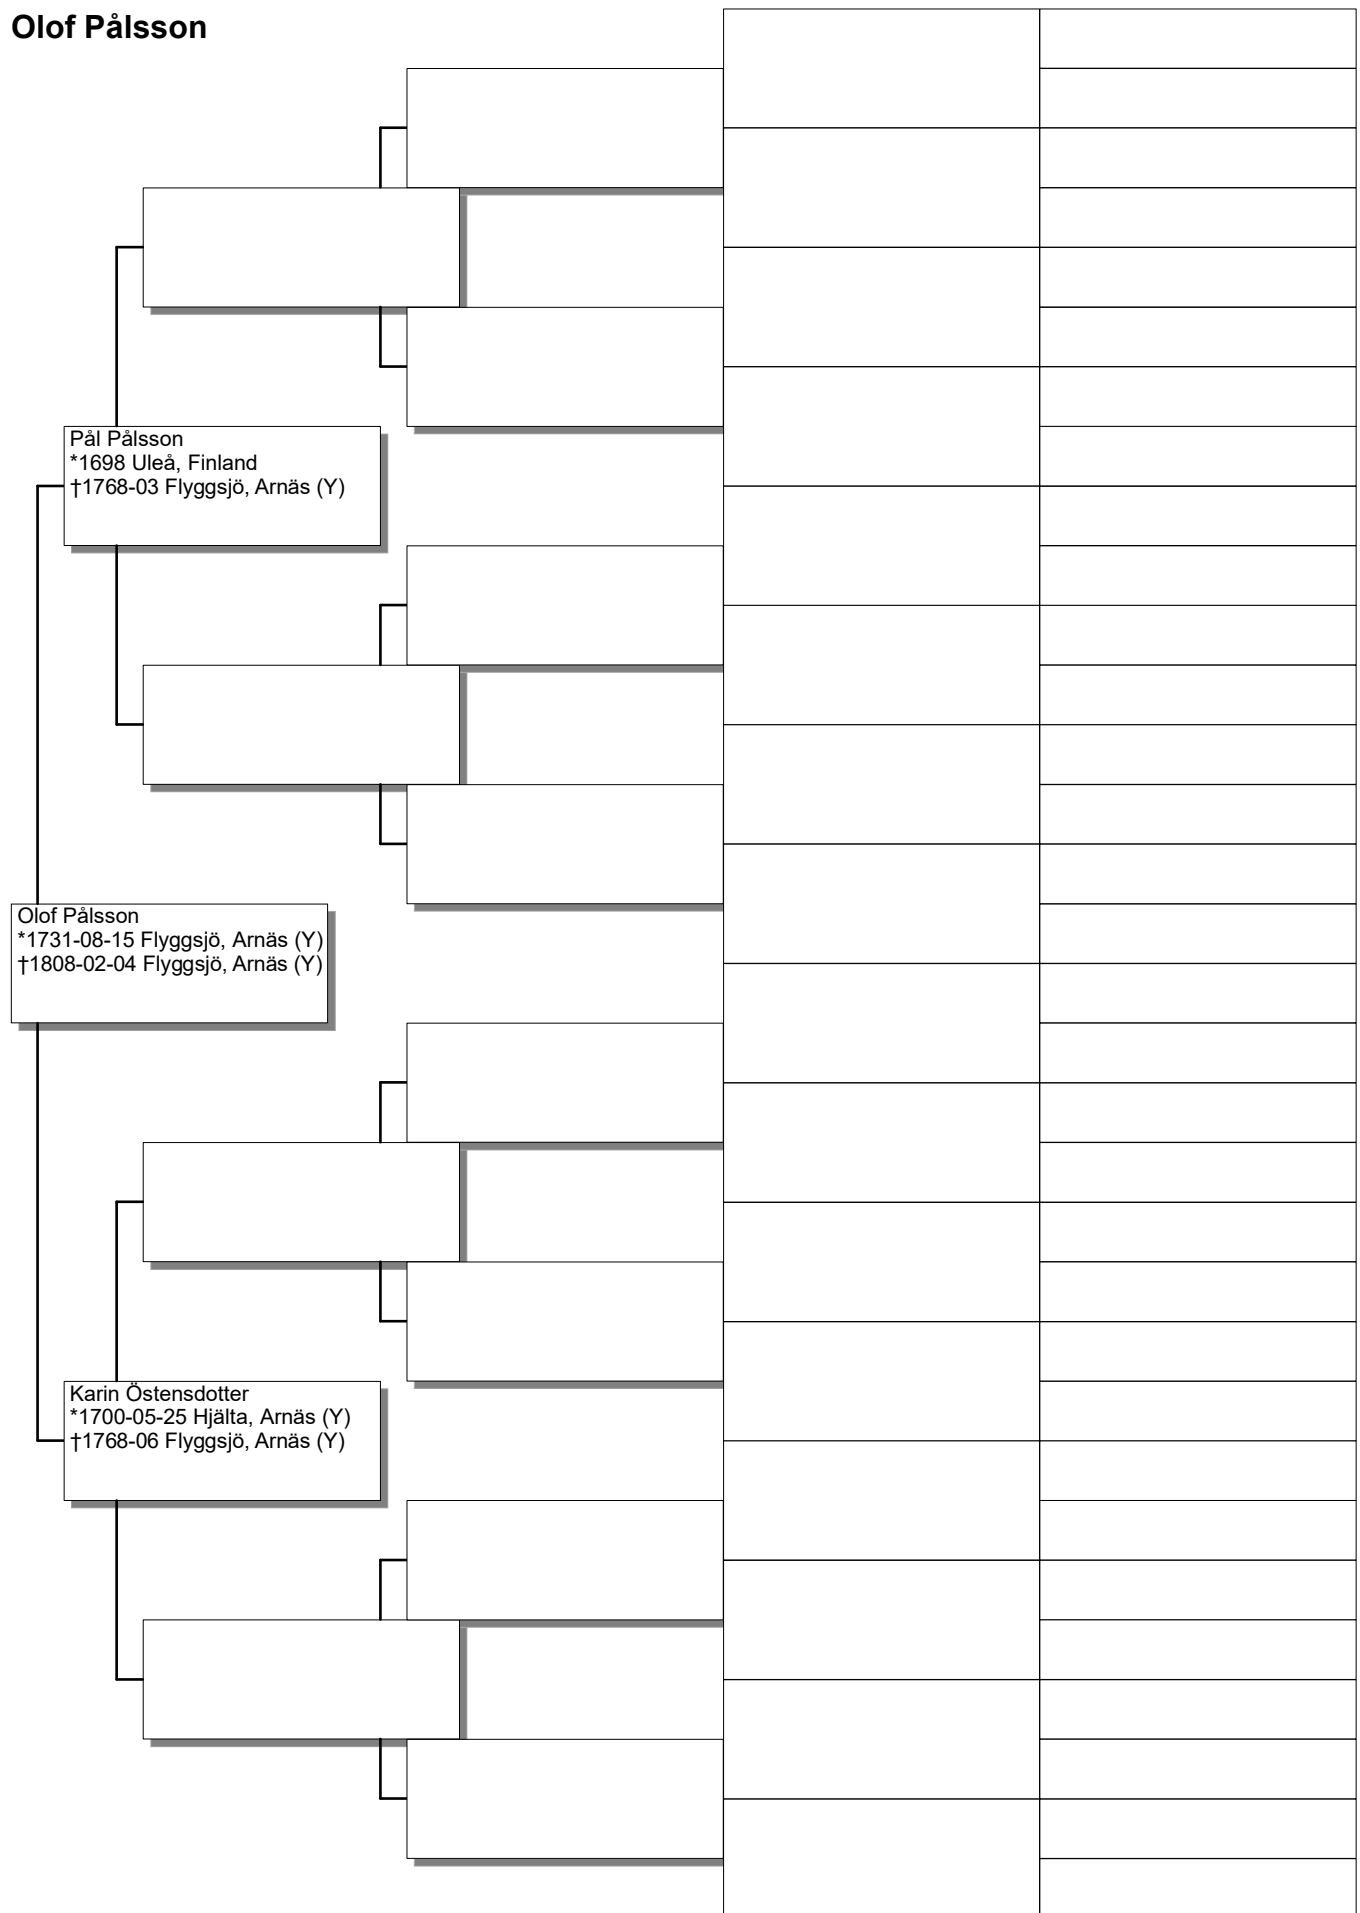 Olof Pålsson
Pål Pålsson
*1698 Uleå, Finland
†1768-03 Flyggsjö, Arnäs (Y)
Olof Pålsson
*1731-08-15 Flyggsjö, Arnäs (Y)
†1808-02-04 Flyggsjö, Arnäs (Y)
Karin Östensdotter
*1700-05-25 Hjälta, Arnäs (Y)
†1768-06 Flyggsjö, Arnäs (Y)